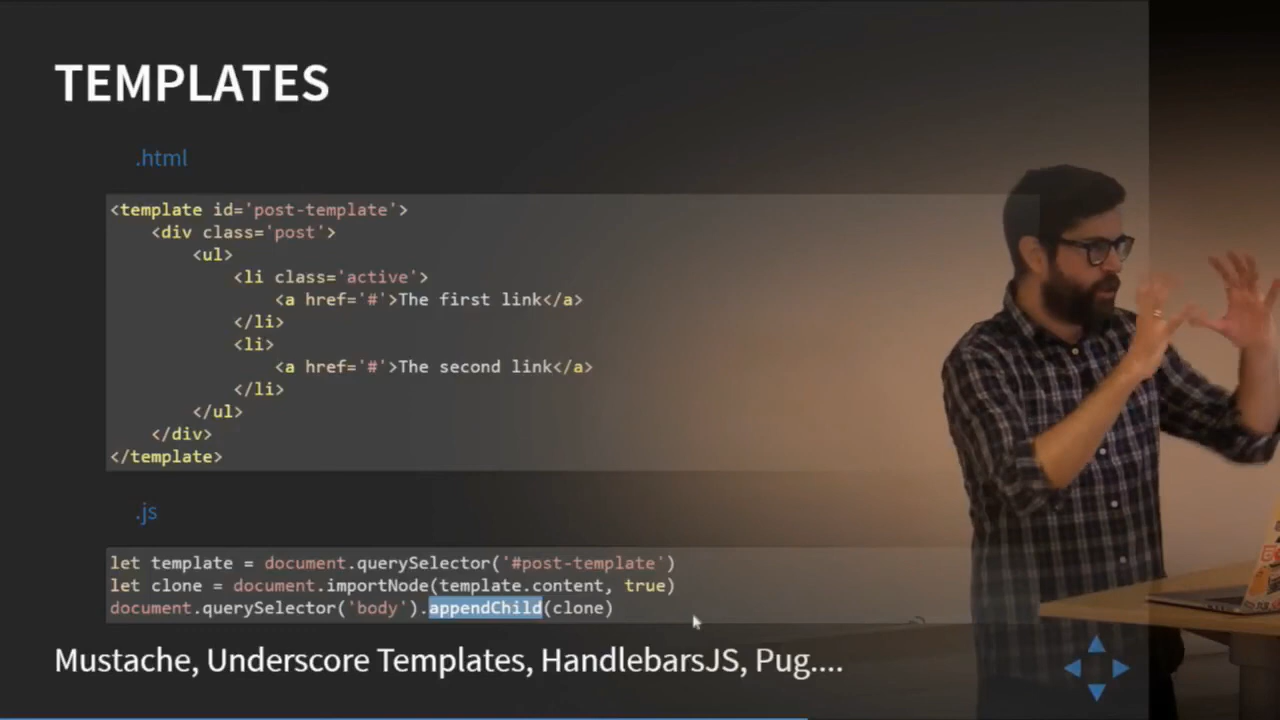 TEMPLATES
.html
<template id='post-template'>
    <div class='post'>
        <ul>
            <li class='active'>
                <a href='#'>The first link</a>
            </li>
            <li>
                <a href='#'>The second link</a>
            </li>
        </ul>
    </div>
</template>
.js
let template = document.querySelector('#post-template')
let clone = document.importNode(template.content, true)
document.querySelector('body').appendChild(clone)
Mustache, Underscore Templates, HandlebarsJS, Pug....